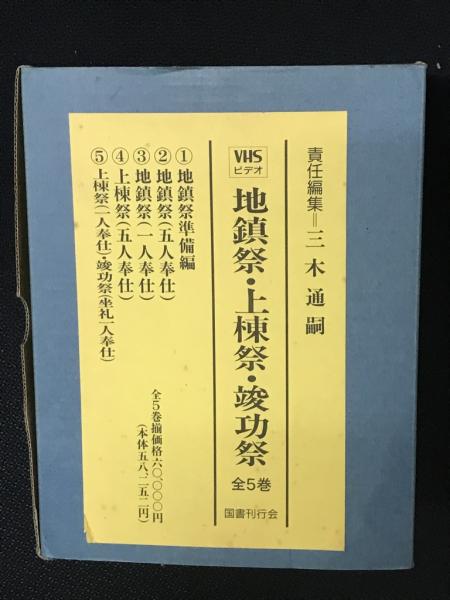 責任編集=三木通嗣
VHS
ビデオ
地鎮祭・上棟祭・竣功祭
全5巻
国書刊行会
①地鎮祭準備編
②地鎮祭(五人奉仕)
③地鎮祭(一人奉仕)
④上棟祭(五人奉仕)
⑤上棟祭(一人奉仕)・竣功祭(坐礼一人奉仕)
全5巻揃価格六〇、〇〇〇円
(本体五八、二五二円)